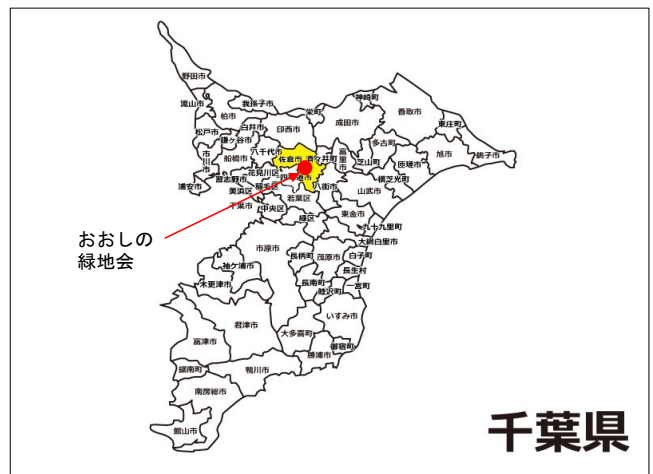 野田市
流山市
柏市
我孫子市
松戸市
鎌ヶ谷市
白井市
印西市
栄町
成田市
神崎町
香取市
東庄町
銚子市
旭市
匝瑳市
多古町
横芝光町
芝山町
富里市
酒々井町
佐倉市
八千代市
船橋市
市川市
浦安市
習志野市
花見川区
美浜区
稲毛区
千葉市
中央区
若葉区
緑区
八街市
山武市
東金市
九十九里町
大網白里市
おおしの
緑地会
市原市
長柄町
茂原市
白子町
長生村
一宮町
長南町
睦沢町
袖ケ浦市
木更津市
君津市
富津市
大多喜町
いすみ市
御宿町
勝浦市
鋸南町
鴨川市
南房総市
館山市
千葉県